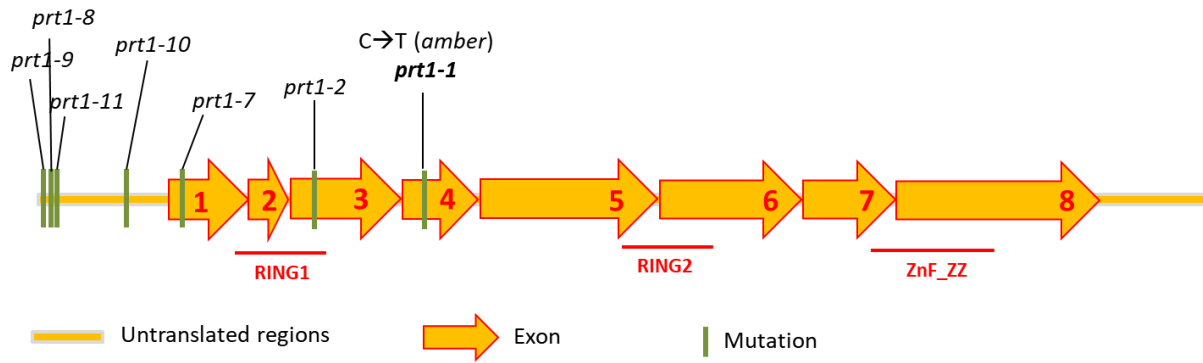 prt1-8
prt1-9
prt1-11
prt1-10
prt1-7
prt1-2
C→T (amber)
prt1-1
1
2
3
4
5
6
7
8
RING1
RING2
ZnF_ZZ
Untranslated regions
Exon
Mutation